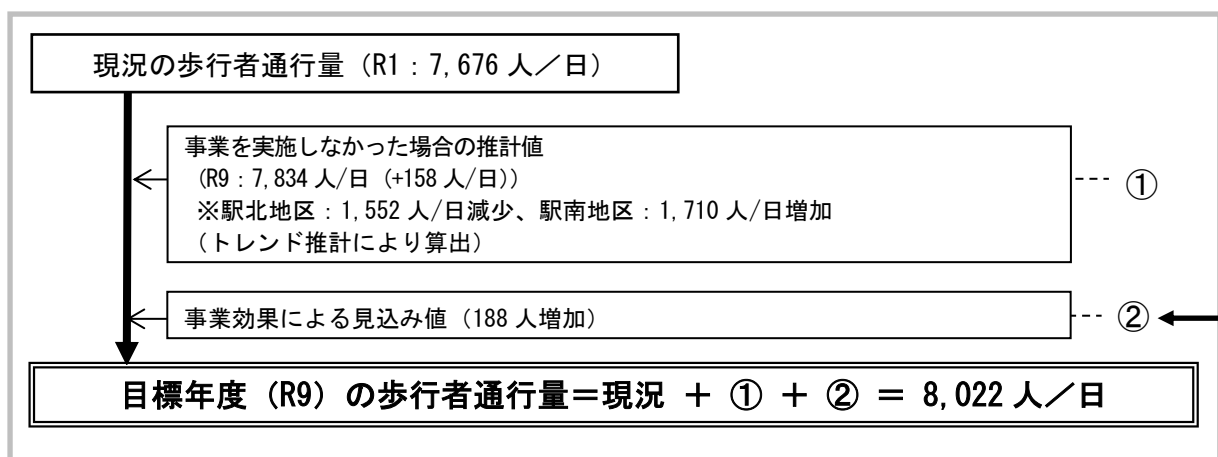 現況の歩行者通行量（R1：7,676 人／日）
事業を実施しなかった場合の推計値
（R9：7,834 人/日（+158 人/日））
※駅北地区：1,552 人/日減少、駅南地区：1,710 人/日増加
（トレンド推計により算出）
①
事業効果による見込み値（188 人増加）
②
目標年度（R9）の歩行者通行量＝現況 ＋ ① ＋ ② ＝ 8,022 人／日